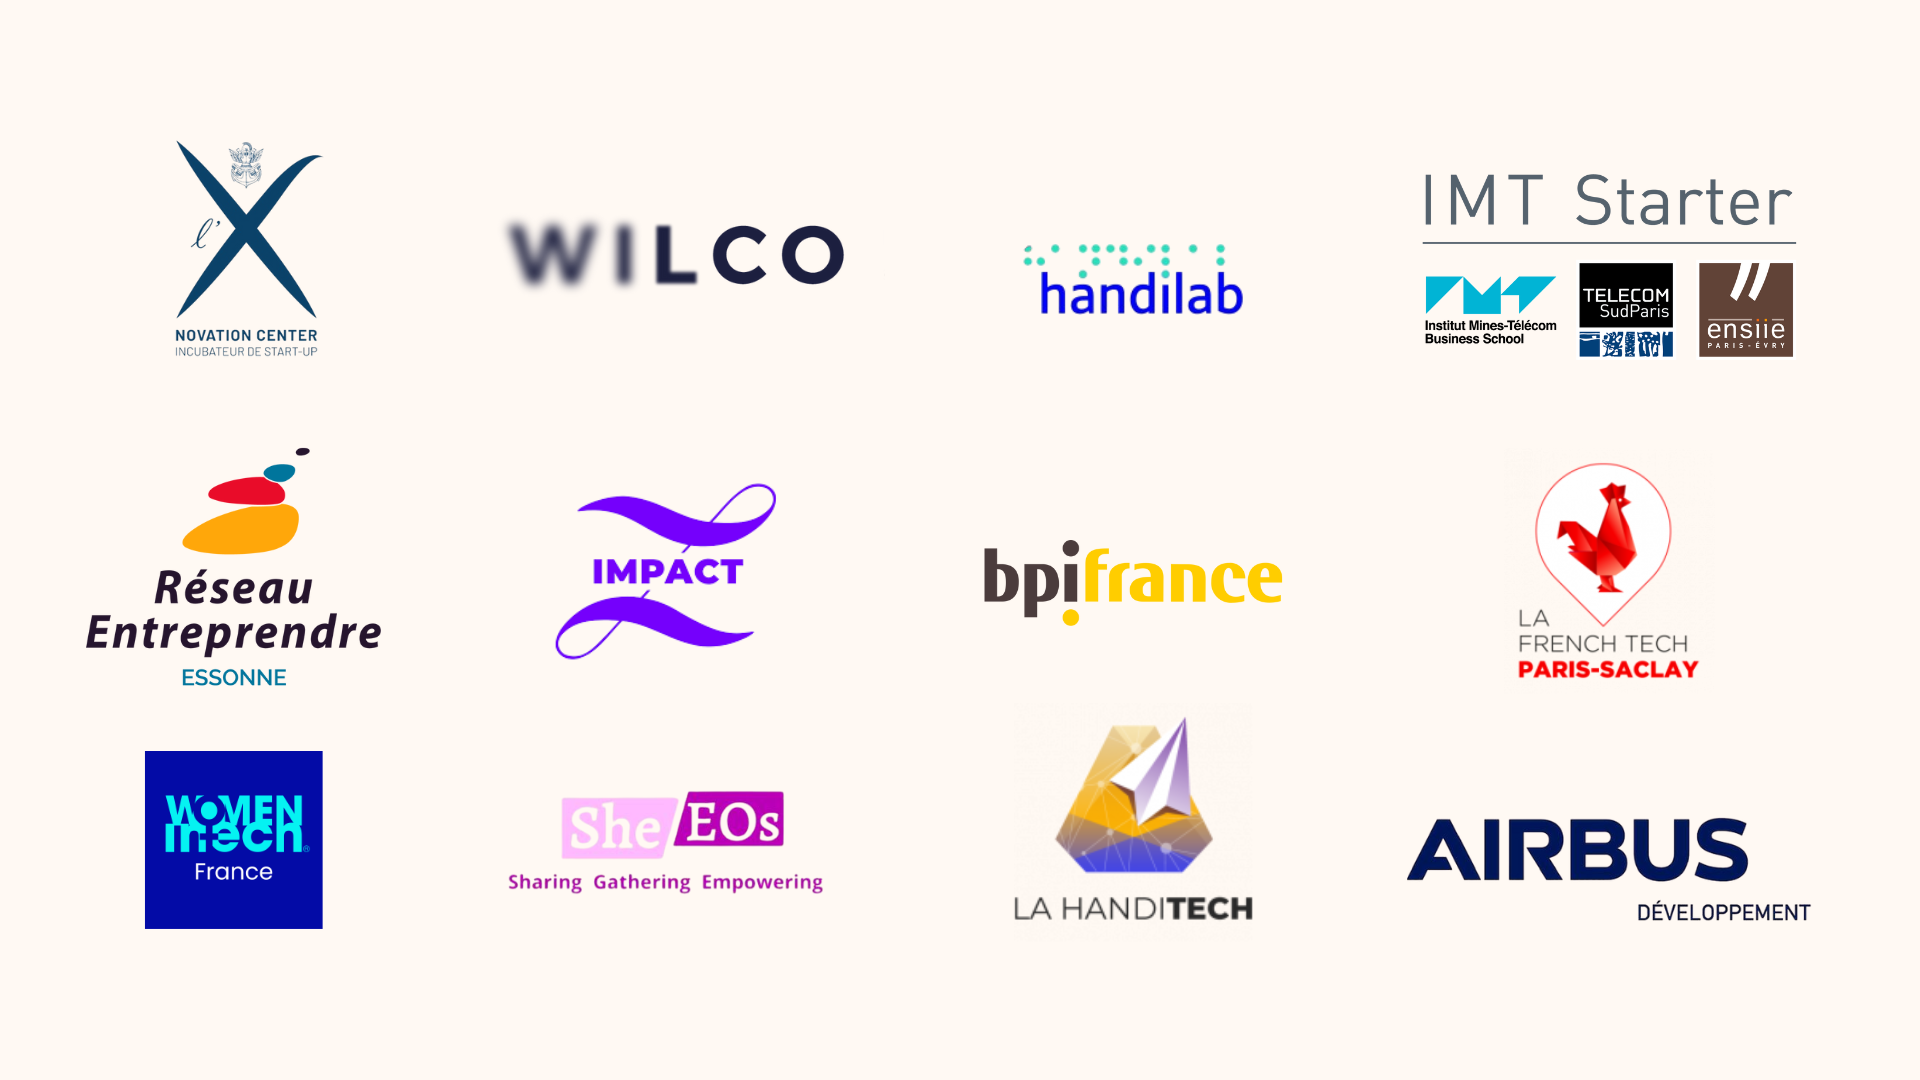 l'X
NOVATION CENTER
INCUBATEUR DE START-UP
WILCO
handilab
IMT Starter
Institut Mines-Télécom
Business School
TELECOM
SudParis
ensiie
PARIS-ÉVRY
Réseau
Entreprendre
ESSONNE
IMPACT
bpifrance
LA
FRENCH TECH
PARIS-SACLAY
WOMEN
in tech®
France
She EOs
Sharing Gathering Empowering
LA HANDITECH
AIRBUS
DÉVELOPPEMENT